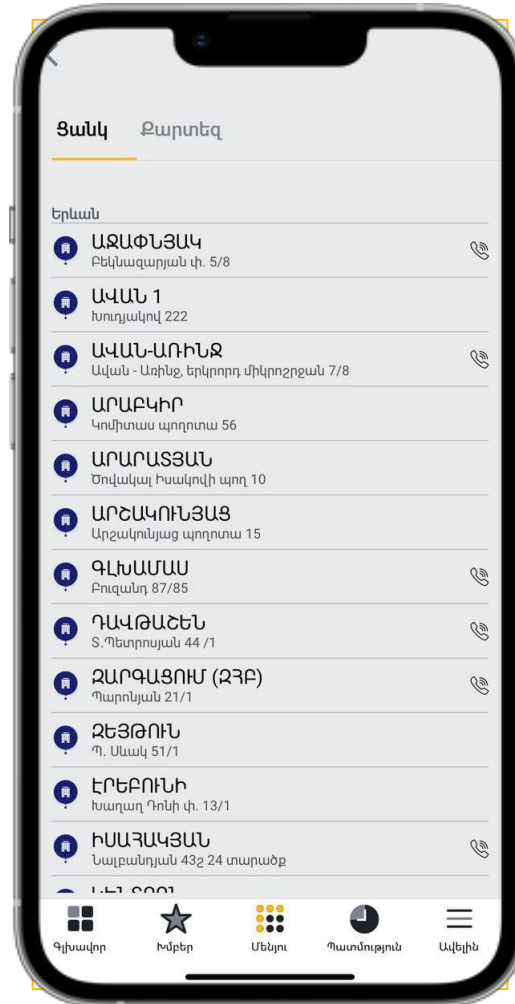 Ցանկ Քարտեզ
Երևան
ԱՋԱՓՆՅԱԿ
Բեկնազարյան փ. 5/8
ԱՎԱՆ 1
Խուդյակով 222
ԱՎԱՆ-ԱՌԻՆՋ
Ավան - Առինջ, երկրորդ միկրոշրջան 7/8
ԱՐԱԲԿԻՐ
Կոմիտաս պողոտա 56
ԱՐԱՐԱՏՅԱՆ
Ծովակալ Իսակովի պող 10
ԱՐՇԱԿՈՒՆՅԱՑ
Արշակունյաց պողոտա 15
ԳԼԽԱՄԱՍ
Բուզանդ 87/85
ԴԱՎԹԱՇԵՆ
Տ.Պետրոսյան 44 /1
ԶԱՐԳԱՑՈՒՄ (ԶՀԲ)
Պարոնյան 21/1
ԶԵՅԹՈՒՆ
Պ. Սևակ 51/1
ԷՐԵԲՈՒՆԻ
Խաղաղ Դոնի փ. 13/1
ԻՍԱՀԱԿՅԱՆ
Նալբանդյան 43շ 24 տարածք
Գլխավոր Խմբեր Մենյու Պատմություն Ավելին